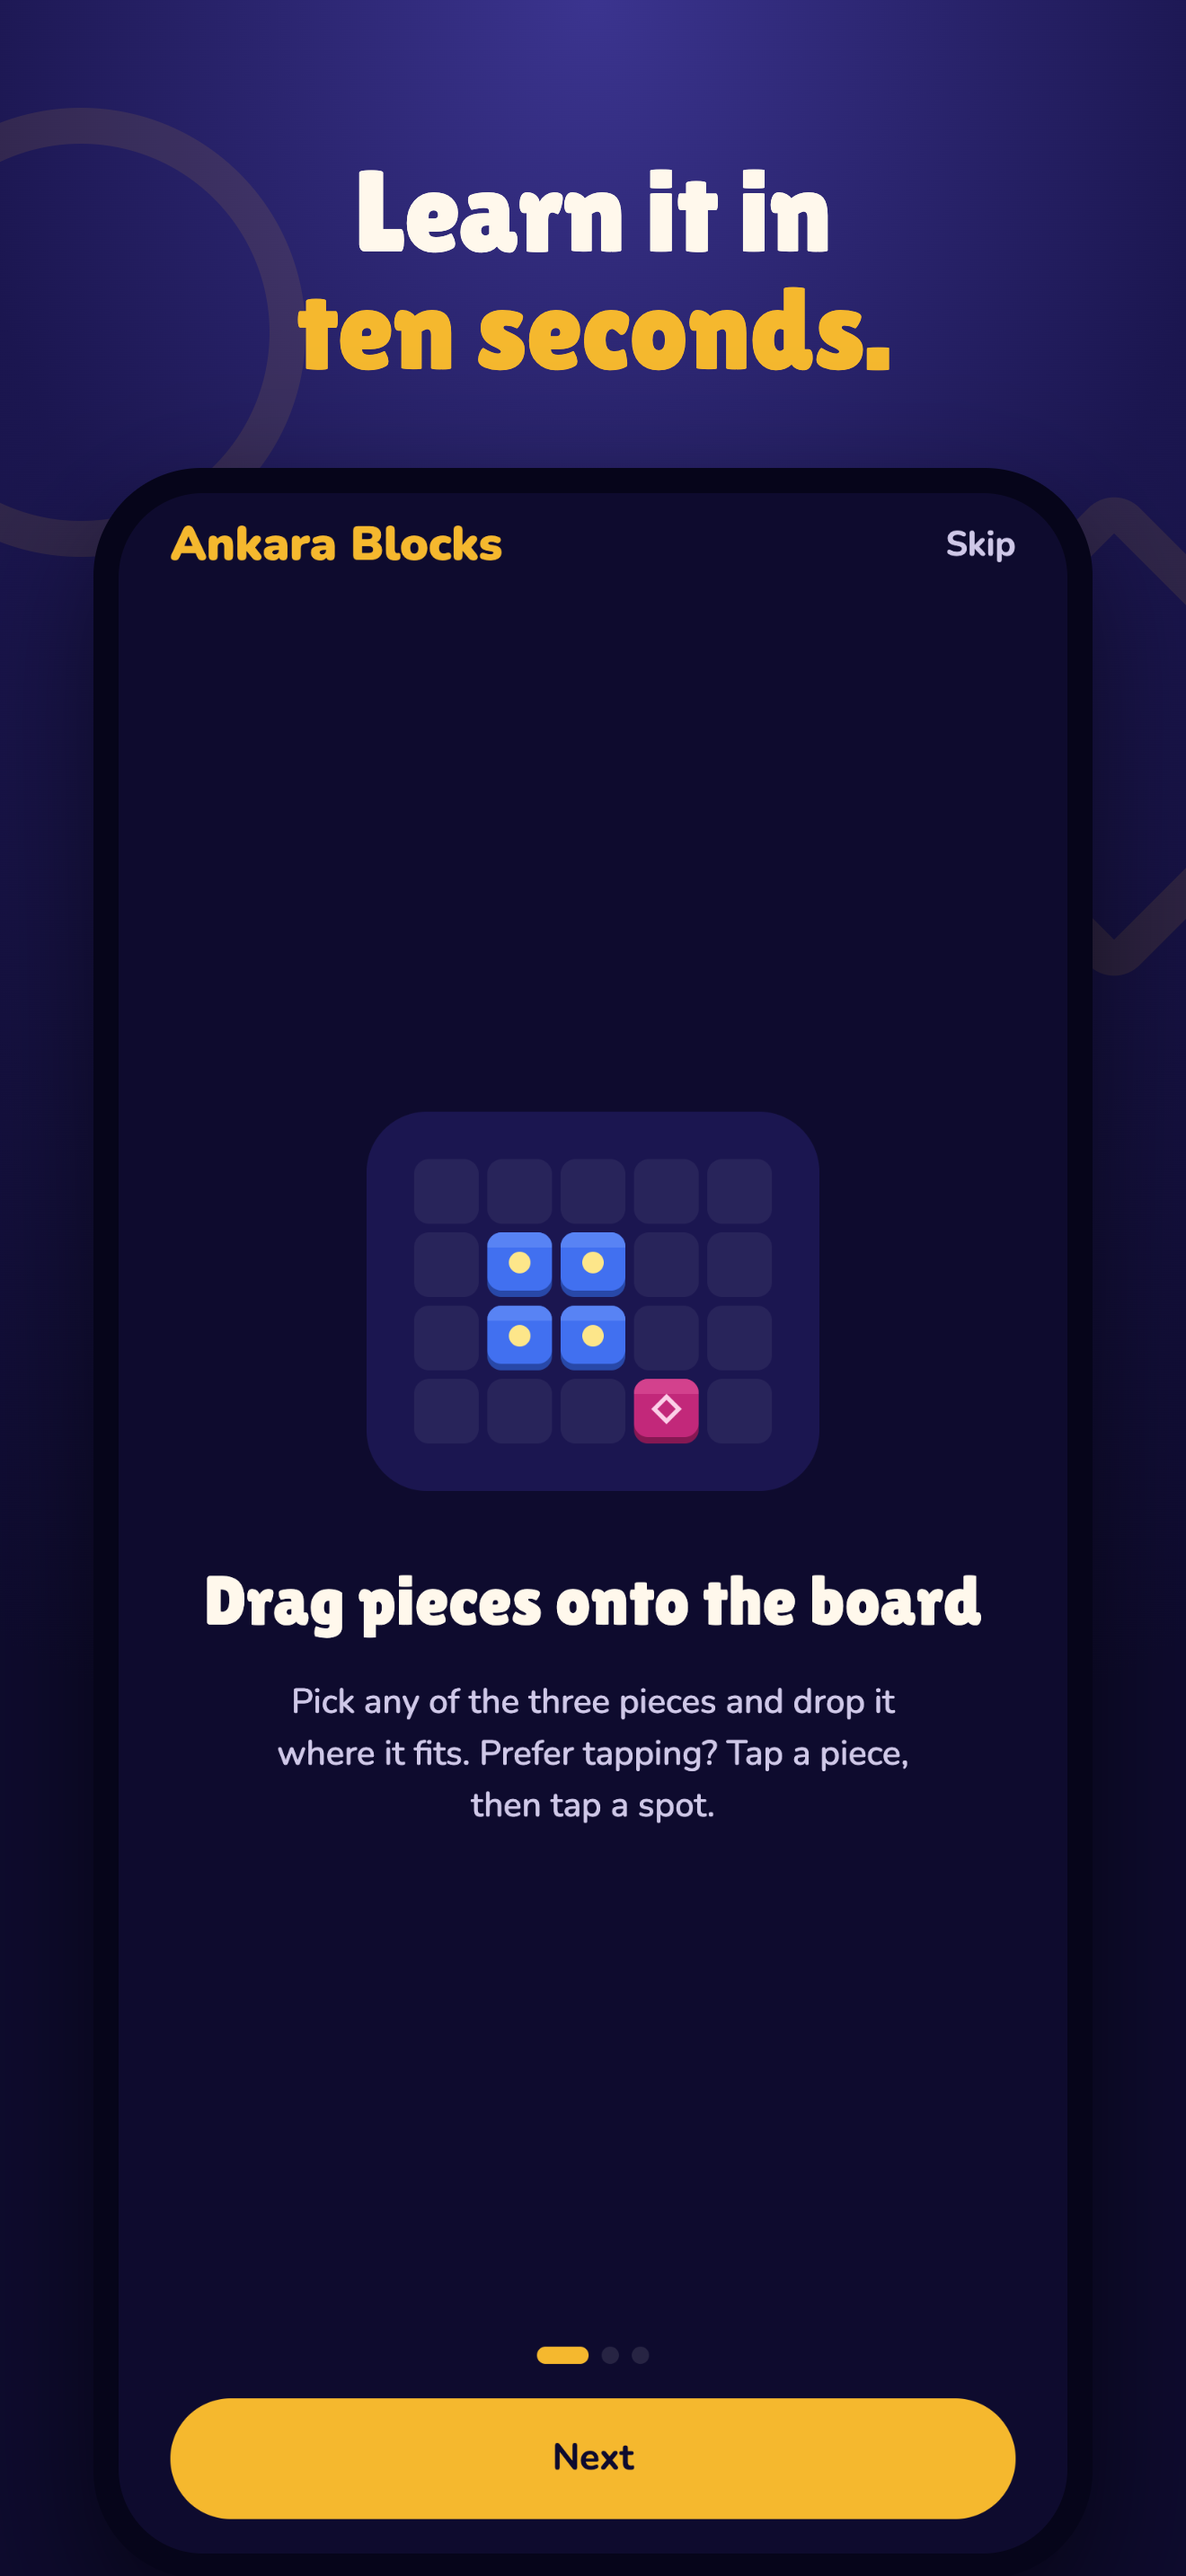 Learn it in
ten seconds.
Ankara Blocks
Skip
Drag pieces onto the board
Pick any of the three pieces and drop it
where it fits. Prefer tapping? Tap a piece,
then tap a spot.
Next